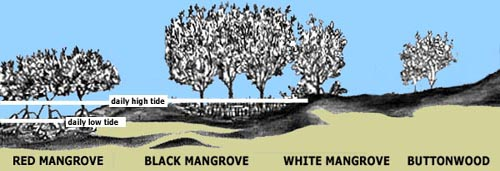 daily high tide
daily low tide
RED MANGROVE BLACK MANGROVE WHITE MANGROVE BUTTONWOOD